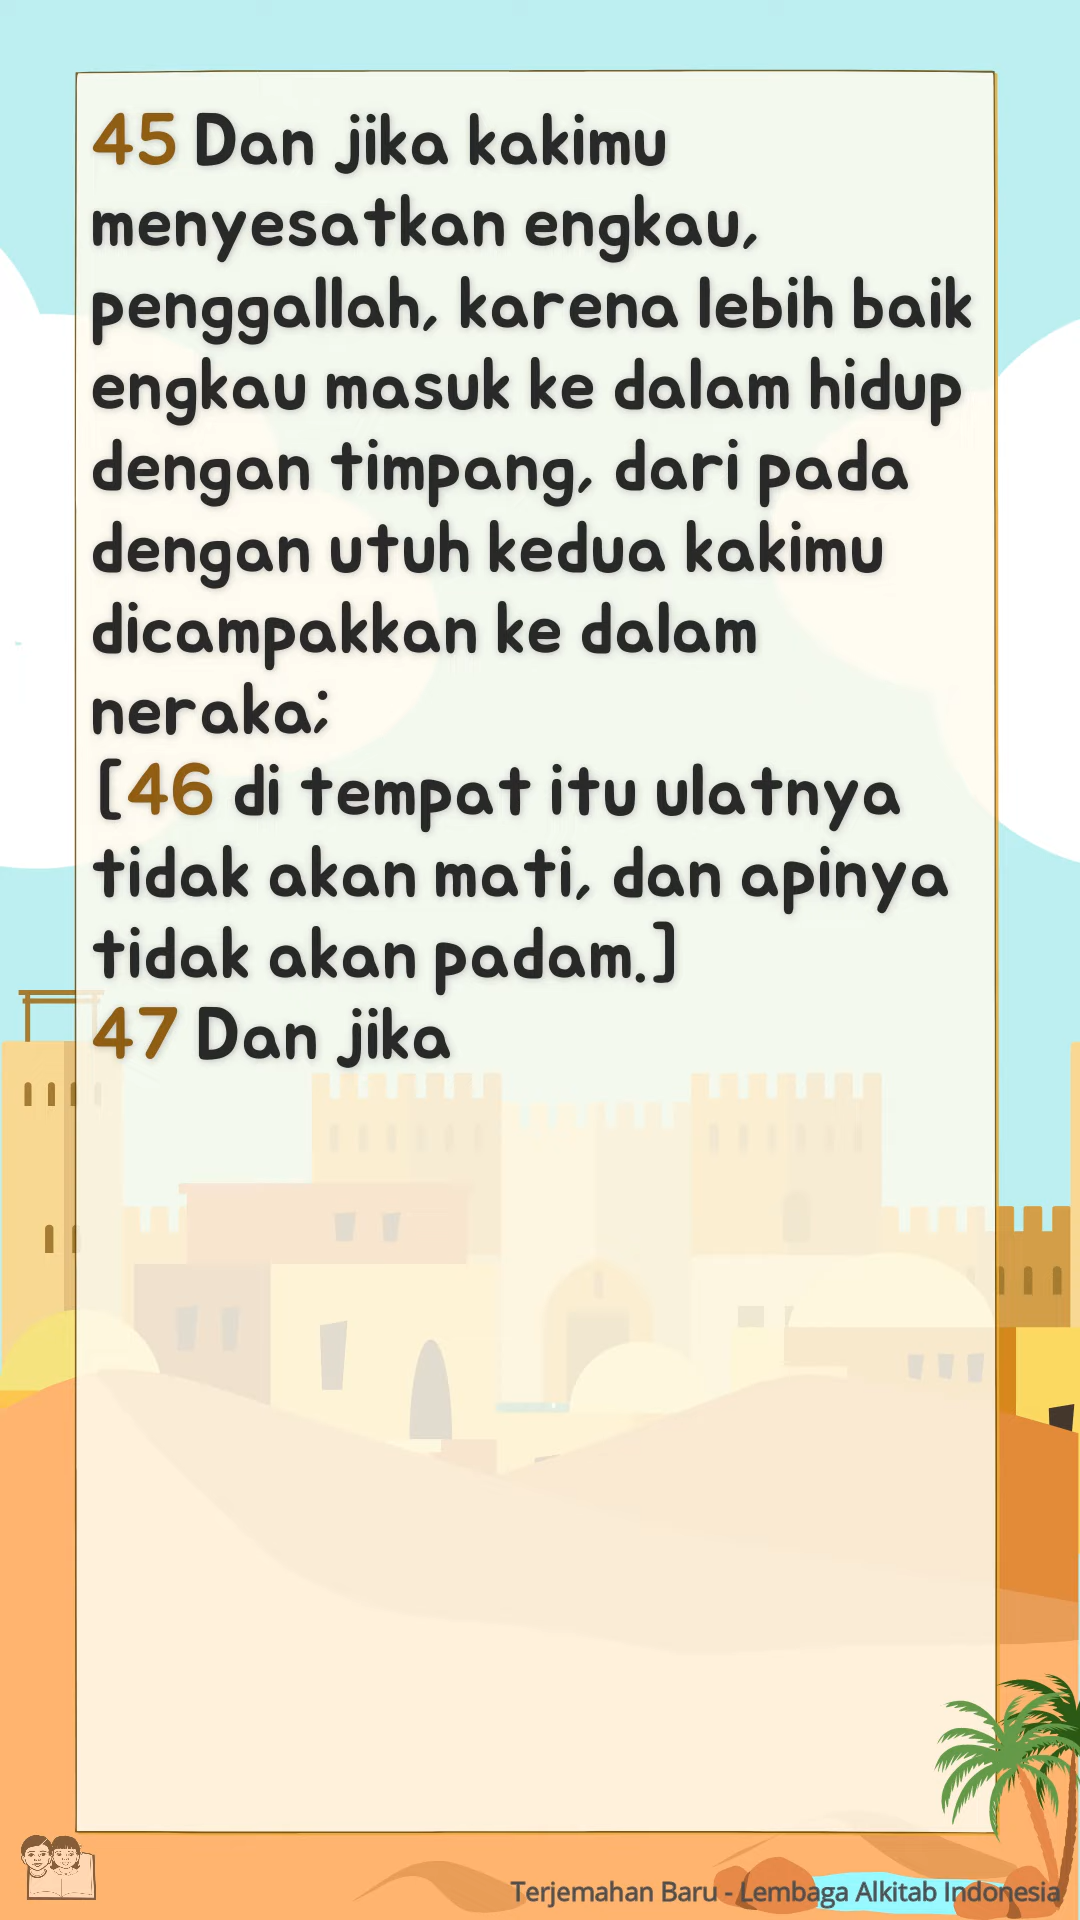 45 Dan jika kakimu
menyesatkan engkau,
penggallah, karena lebih baik
engkau masuk ke dalam hidup
dengan timpang, dari pada
dengan utuh kedua kakimu
dicampakkan ke dalam
neraka;
[46 di tempat itu ulatnya
tidak akan mati, dan apinya
tidak akan padam.]
47 Dan jika
Terjemahan Baru - Lembaga Alkitab Indonesia